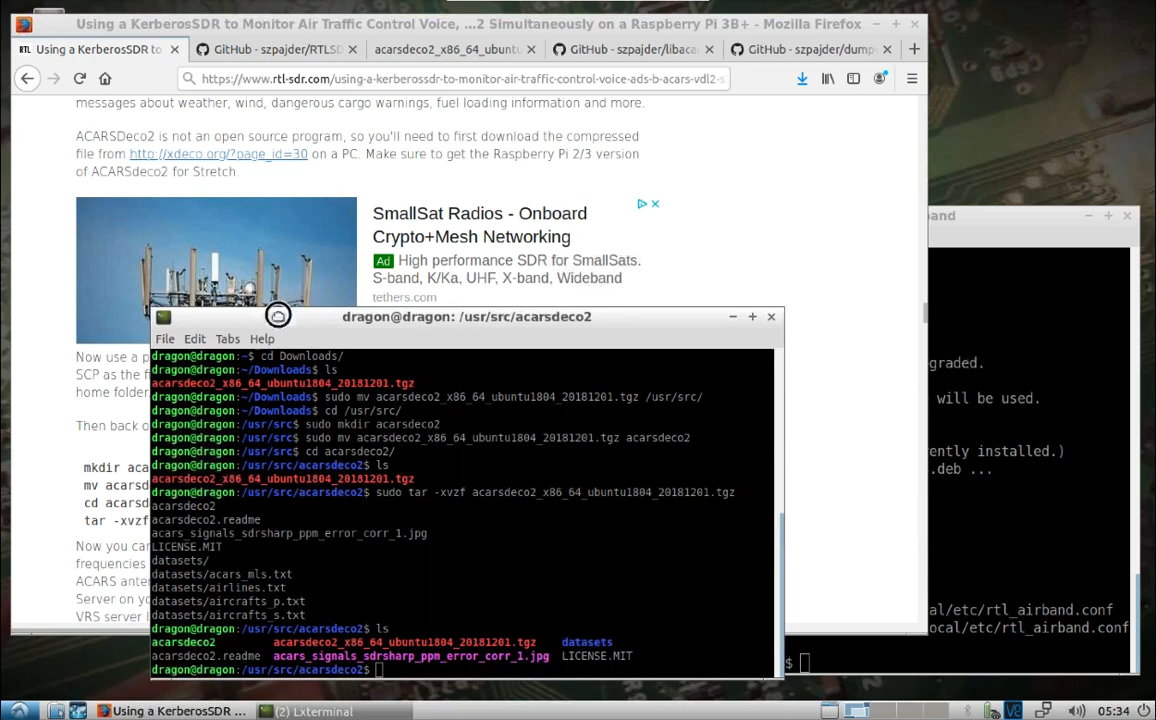 Using a KerberosSDR to Monitor Air Traffic Control Voice, ...2 Simultaneously on a Raspberry Pi 3B+ - Mozilla Firefox
RTL Using a KerberosSDR to
GitHub - szpajder/RTLSD
acarsdeco2_x86_64_ubuntu
GitHub - szpajder/libaca
GitHub - szpajder/dump
https://www.rtl-sdr.com/using-a-kerberossdr-to-monitor-air-traffic-control-voice-ads-b-acars-vdl2-s
messages about weather, wind, dangerous cargo warnings, fuel loading information and more.
ACARSDeco2 is not an open source program, so you'll need to first download the compressed
file from http://xdeco.org/?page_id=30 on a PC. Make sure to get the Raspberry Pi 2/3 version
of ACARSdeco2 for Stretch.
SmallSat Radios - Onboard
Crypto+Mesh Networking
Ad High performance SDR for SmallSats.
S-band, K/Ka, UHF, X-band, Wideband
tethers.com
Now use a p
SCP as the f
home folder.
Then back o
mkdir aca
mv acarsd
cd acarsd
tar -xvzf
Now you can
frequencies
ACARS anten
Server on yo
VRS server l
dragon@dragon: /usr/src/acarsdeco2
File Edit Tabs Help
dragon@dragon:~$ cd Downloads/
dragon@dragon:~/Downloads$ ls
acarsdeco2_x86_64_ubuntu1804_20181201.tgz
dragon@dragon:~/Downloads$ sudo mv acarsdeco2_x86_64_ubuntu1804_20181201.tgz /usr/src/
dragon@dragon:~/Downloads$ cd /usr/src/
dragon@dragon:/usr/src$ sudo mkdir acarsdeco2
dragon@dragon:/usr/src$ sudo mv acarsdeco2_x86_64_ubuntu1804_20181201.tgz acarsdeco2
dragon@dragon:/usr/src$ cd acarsdeco2/
dragon@dragon:/usr/src/acarsdeco2$ ls
acarsdeco2_x86_64_ubuntu1804_20181201.tgz
dragon@dragon:/usr/src/acarsdeco2$ sudo tar -xvzf acarsdeco2_x86_64_ubuntu1804_20181201.tgz
acarsdeco2
acarsdeco2.readme
acars_signals_sdrsharp_ppm_error_corr_1.jpg
LICENSE.MIT
datasets/
datasets/acars_mls.txt
datasets/airlines.txt
datasets/aircrafts_p.txt
datasets/aircrafts_s.txt
dragon@dragon:/usr/src/acarsdeco2$ ls
acarsdeco2 acarsdeco2_x86_64_ubuntu1804_20181201.tgz datasets
acarsdeco2.readme acars_signals_sdrsharp_ppm_error_corr_1.jpg LICENSE.MIT
dragon@dragon:/usr/src/acarsdeco2$
and
graded.
will be used.
ently installed.)
.deb ...
al/etc/rtl_airband.conf
ocal/etc/rtl_airband.conf
$
Using a KerberosSDR to ...
(2) Lxterminal
V2
05:34